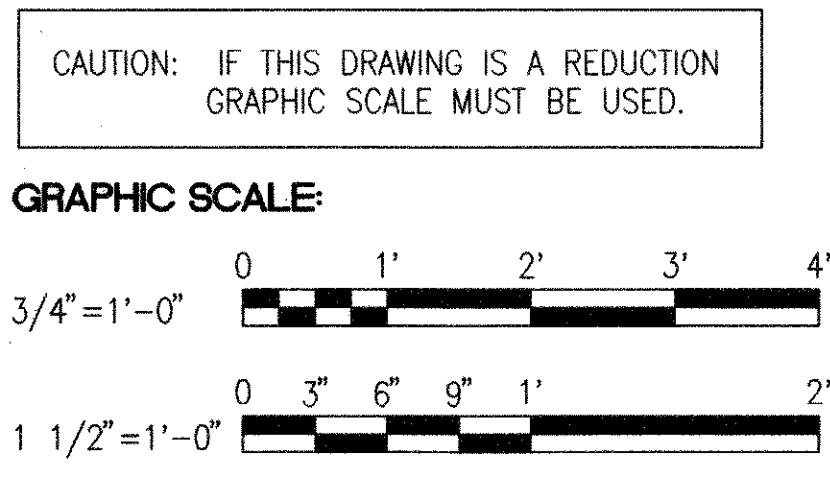 CAUTION: IF THIS DRAWING IS A REDUCTION
GRAPHIC SCALE MUST BE USED.
GRAPHIC SCALE:
0 1' 2' 3' 4'
3/4"=1'-0"
0 3" 6" 9" 1' 2'
1 1/2"=1'-0"